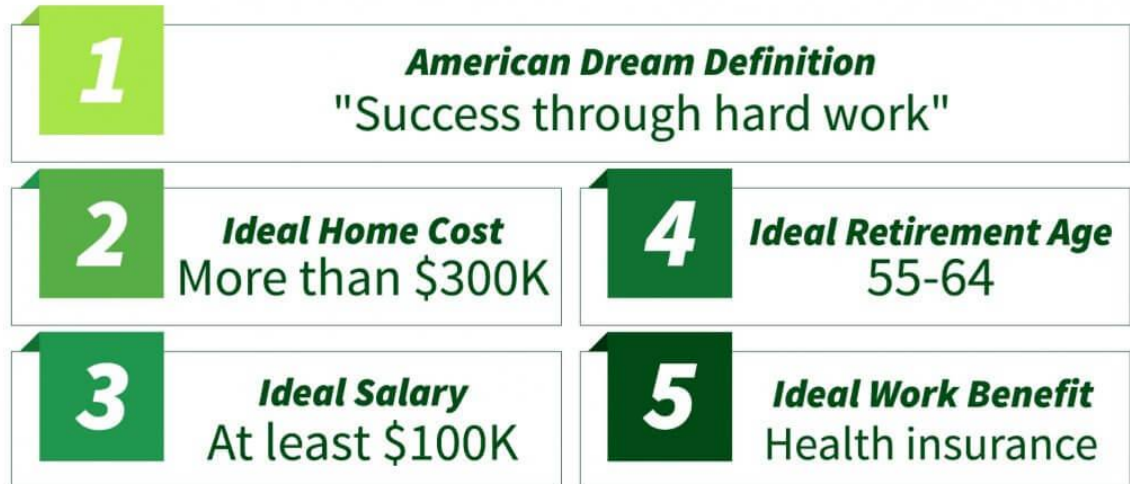 1
American Dream Definition
"Success through hard work"
2
Ideal Home Cost
More than $300K
3
Ideal Salary
At least $100K
4
Ideal Retirement Age
55-64
5
Ideal Work Benefit
Health insurance